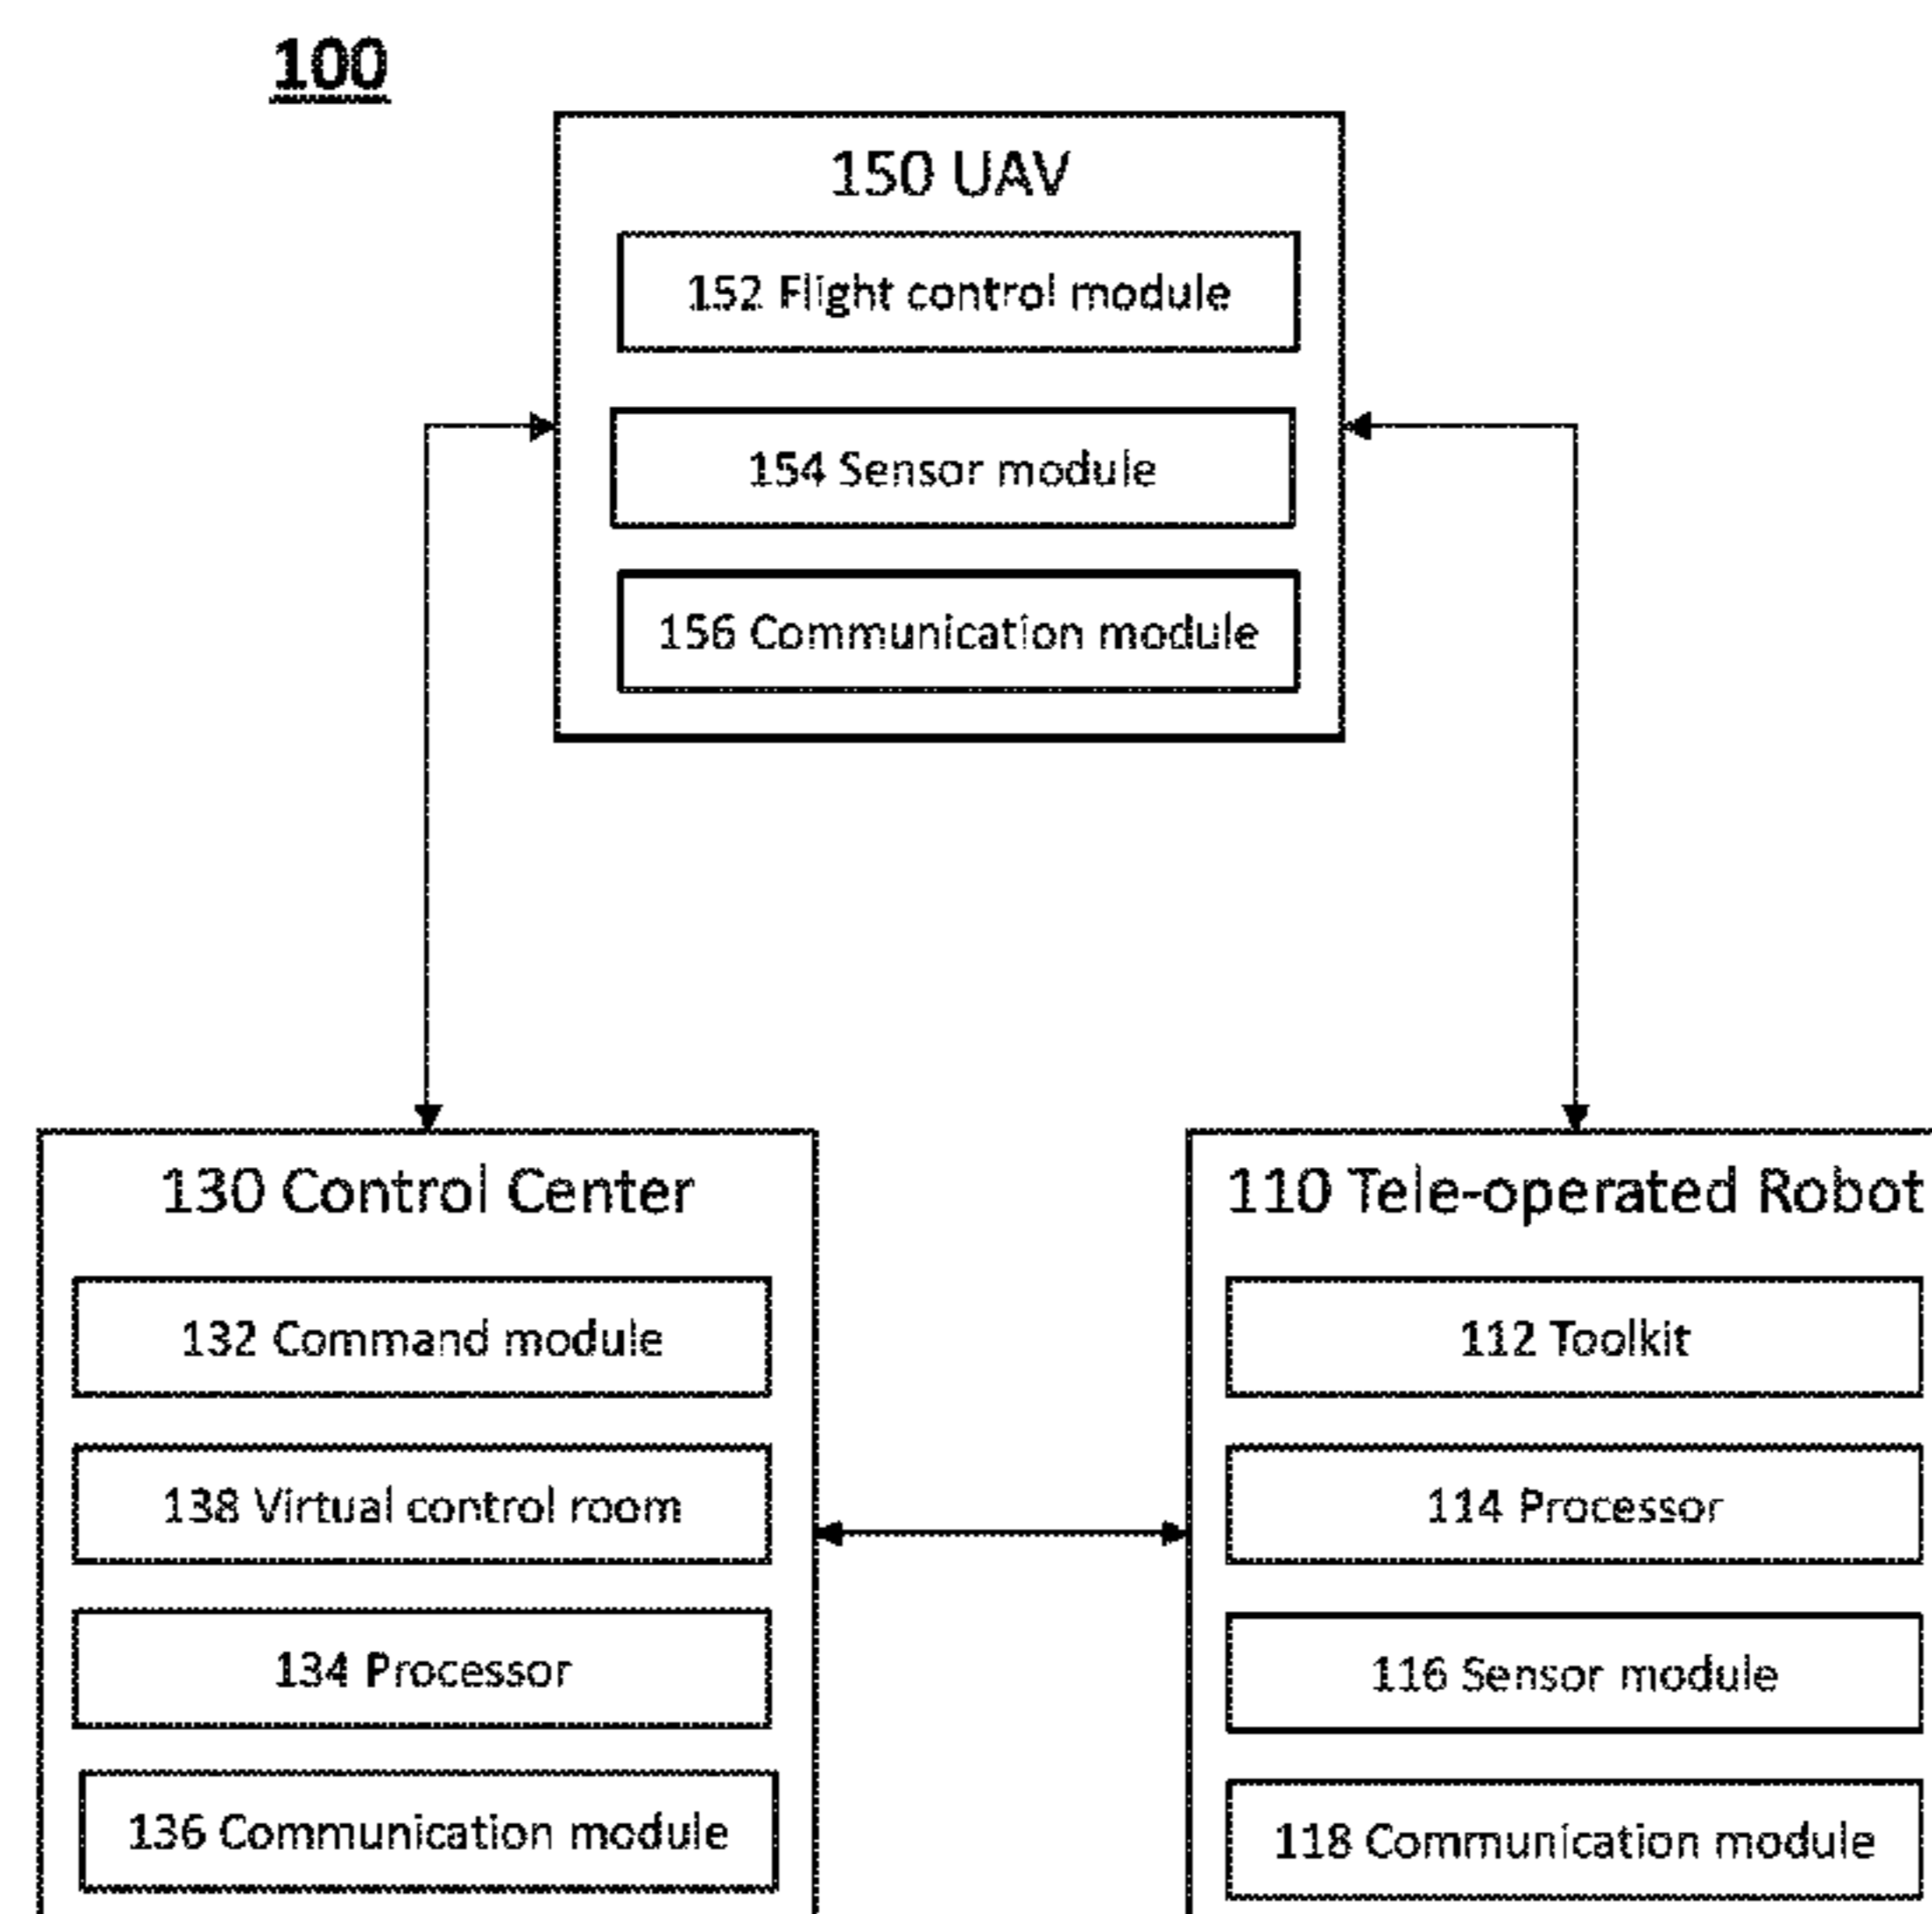 100
150 UAV
152 Flight control module
154 Sensor module
156 Communication module
130 Control Center
132 Command module
138 Virtual control room
134 Processor
136 Communication module
110 Tele-operated Robot
112 Toolkit
114 Processor
116 Sensor module
118 Communication module